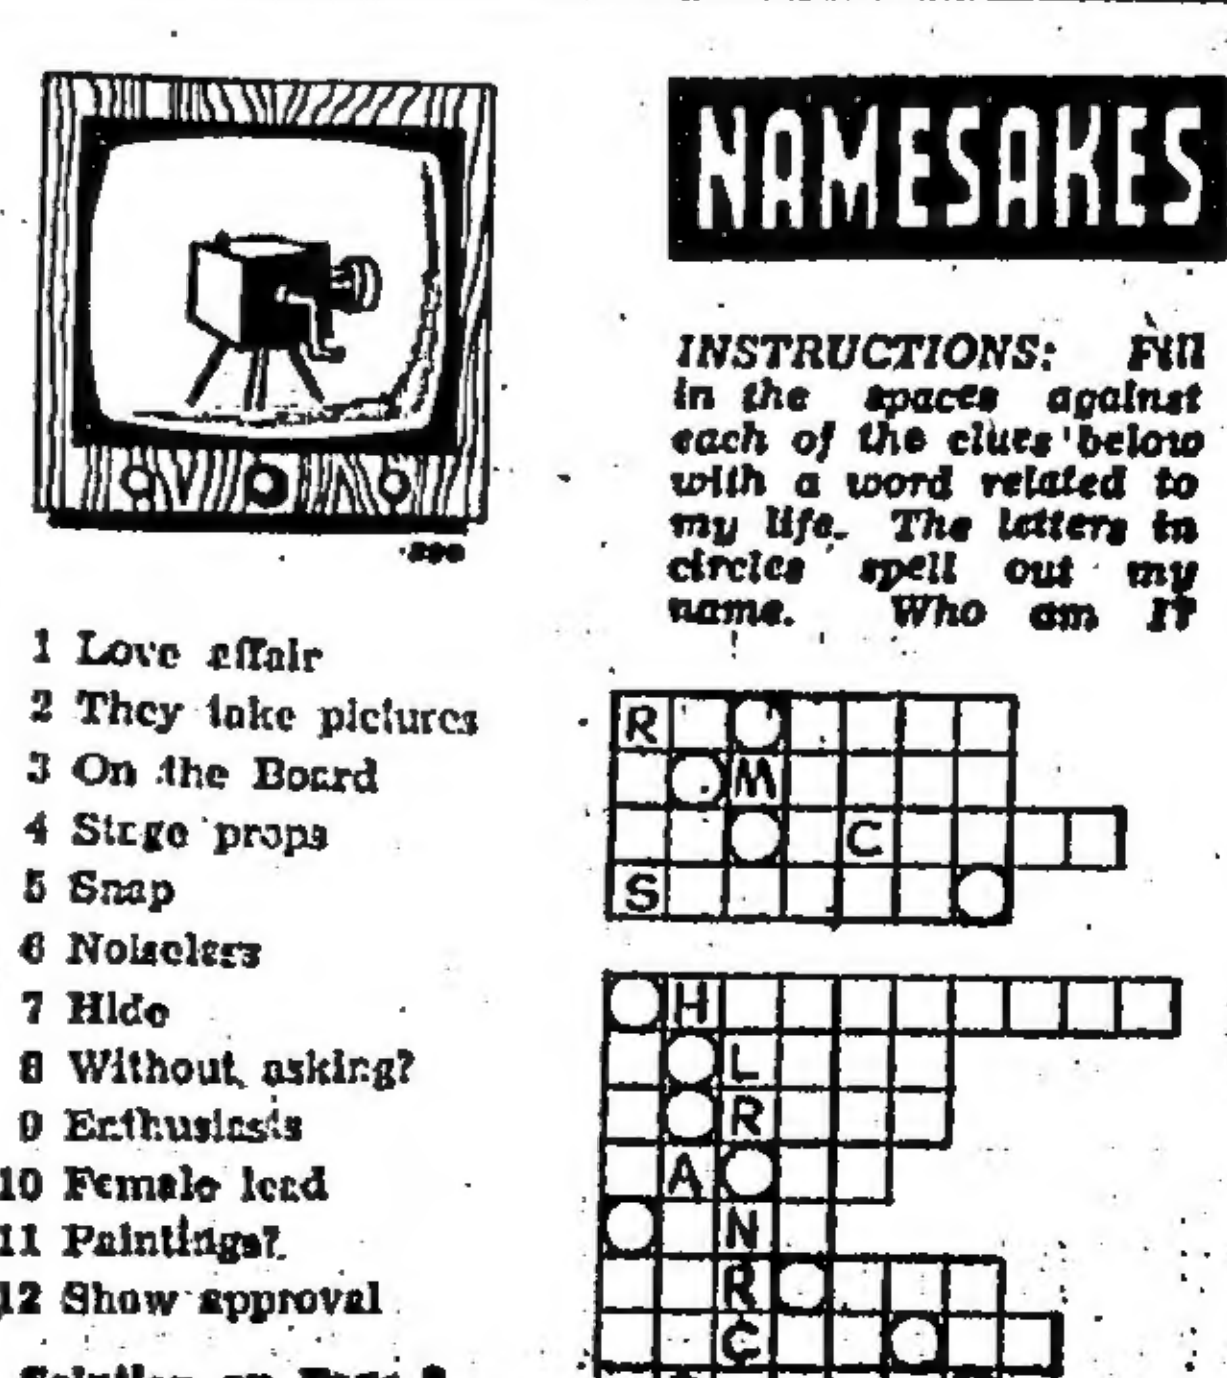 NAMESAKES
INSTRUCTIONS: Fill
in the spaces against
each of the clues below
with a word related to
my life. The letters in
circles spell out my
name. Who am I?
1 Love affair
2 They take pictures
3 On the Board
4 Stage props
5 Snap
6 Noiseless
7 Hide
8 Without asking?
9 Enthusiasts
10 Female lead
11 Paintings?
12 Show approval
Solution on Page
R
M
C
S
H
L
R
A
N
R
C